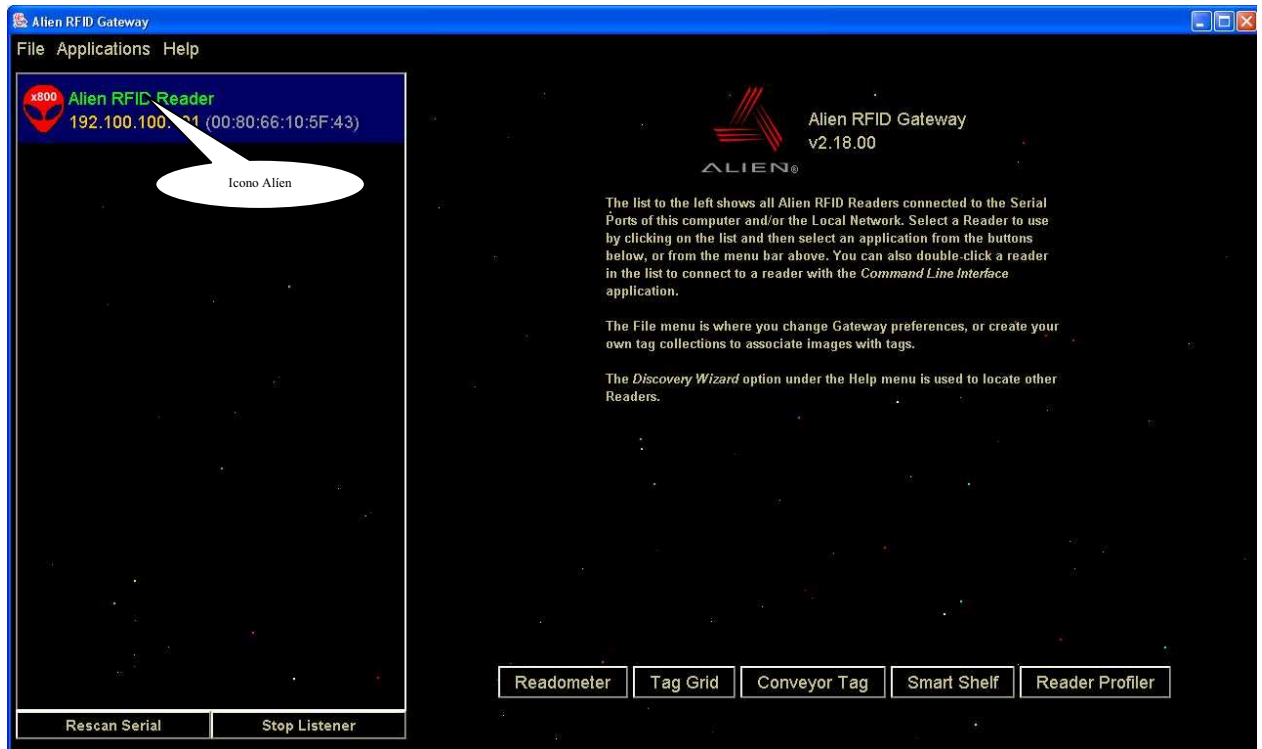 Alien RFID Gateway
File Applications Help
x800
Alien RFID Reader
(00:80:66:10:5F:43)
Icono Alien
ALIEN®
Alien RFID Gateway
v2.18.00
The list to the left shows all Alien RFID Readers connected to the Serial
Ports of this computer and/or the Local Network. Select a Reader to use
by clicking on the list and then select an application from the buttons
below, or from the menu bar above. You can also double-click a reader
in the list to connect to a reader with the Command Line Interface
application.
The File menu is where you change Gateway preferences, or create your
own tag collections to associate images with tags.
The Discovery Wizard option under the Help menu is used to locate other
Readers.
Readometer Tag Grid Conveyor Tag Smart Shelf Reader Profiler
Rescan Serial Stop Listener